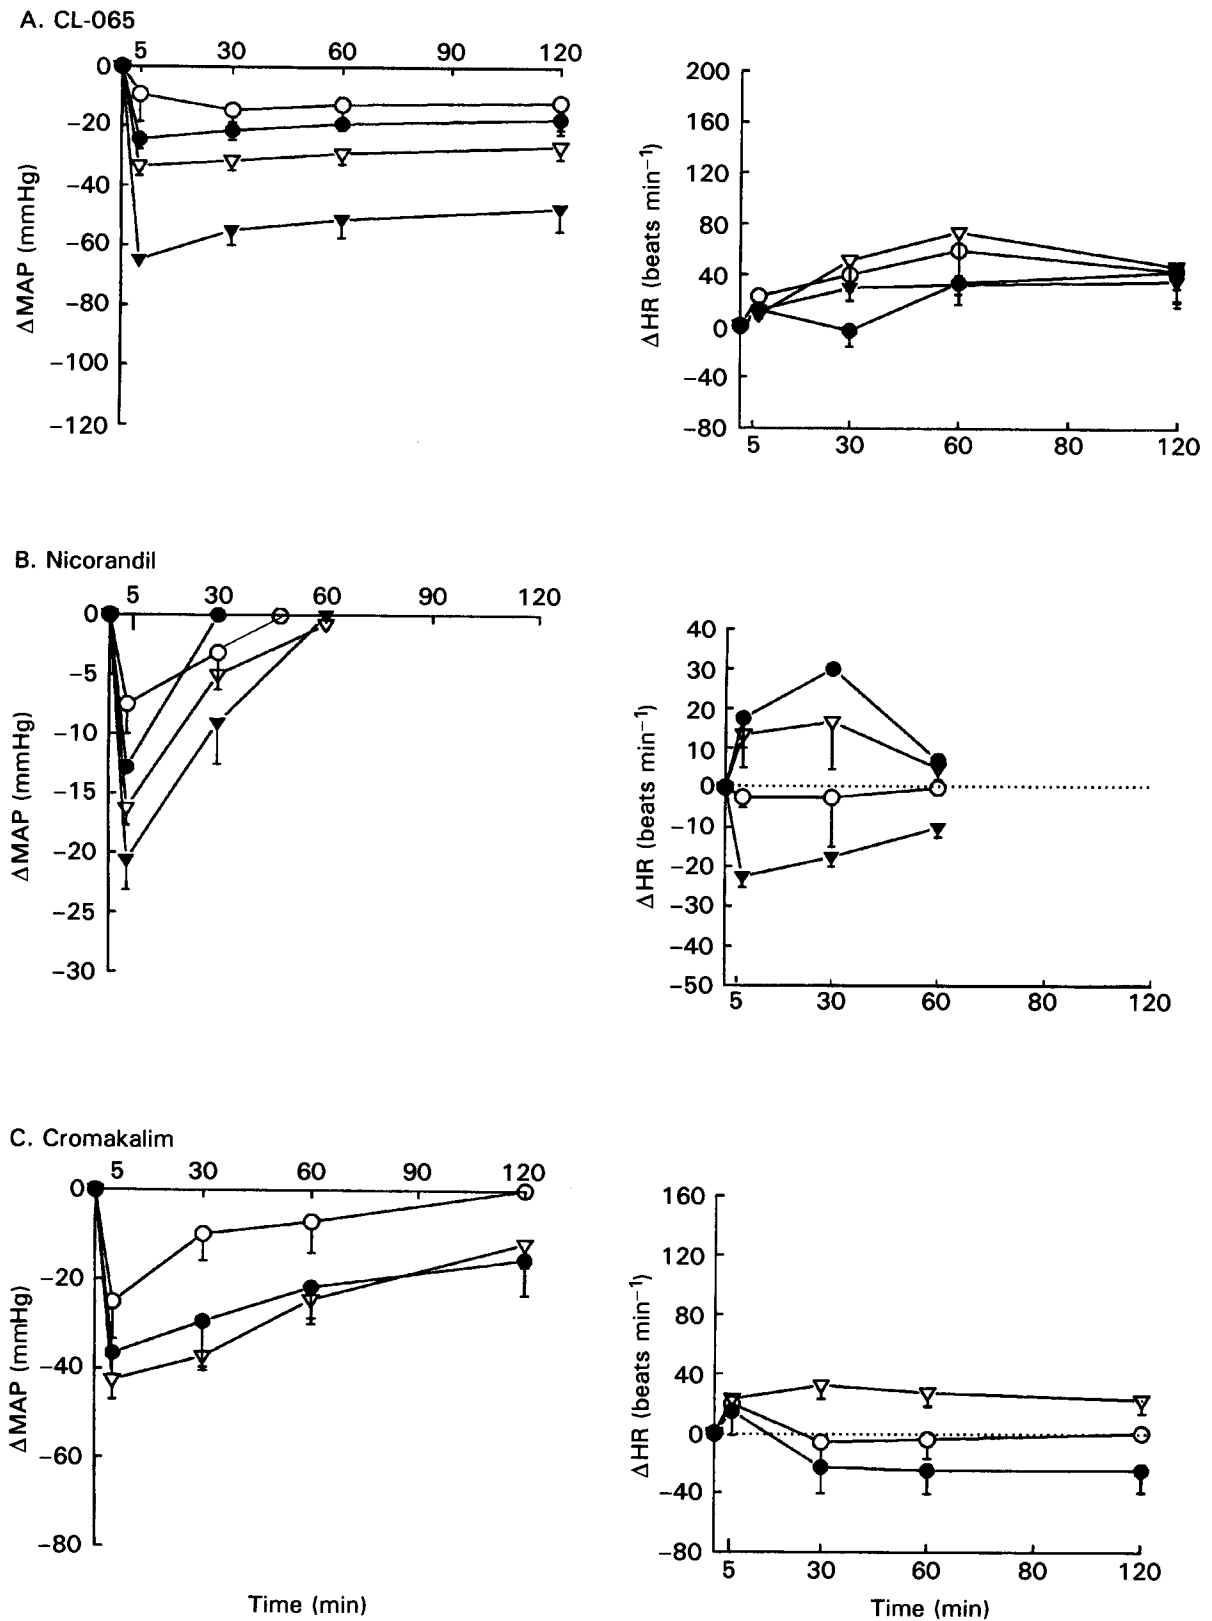 A. CL-065
5 30 60 90 120
0
−20
−40
−60
−80
−100
−120
ΔMAP (mmHg)
200
160
120
80
40
0
−40
−80
ΔHR (beats min⁻¹)
5 30 60 80 120
B. Nicorandil
5 30 60 90 120
0
−5
−10
−15
−20
−25
−30
ΔMAP (mmHg)
40
30
20
10
0
−10
−20
−30
−40
−50
ΔHR (beats min⁻¹)
5 30 60 80 120
C. Cromakalim
5 30 60 90 120
0
−20
−40
−60
−80
ΔMAP (mmHg)
Time (min)
160
120
80
40
0
−40
−80
ΔHR (beats min⁻¹)
5 30 60 80 120
Time (min)